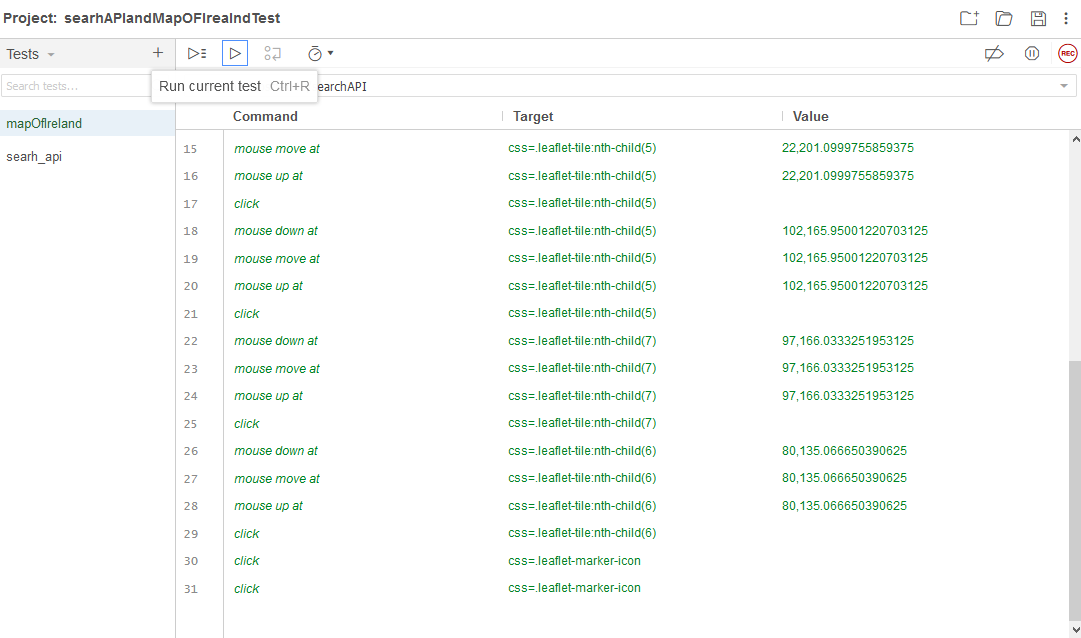 Project: searhAPIandMapOFIrealndTest
Tests
REC
Search tests...
Run current test Ctrl+R
earchAPI
mapOfIreland
searh_api
Command Target Value
15 mouse move at css=.leaflet-tile:nth-child(5) 22,201.0999755859375
16 mouse up at css=.leaflet-tile:nth-child(5) 22,201.0999755859375
17 click css=.leaflet-tile:nth-child(5)
18 mouse down at css=.leaflet-tile:nth-child(5) 102,165.95001220703125
19 mouse move at css=.leaflet-tile:nth-child(5) 102,165.95001220703125
20 mouse up at css=.leaflet-tile:nth-child(5) 102,165.95001220703125
21 click css=.leaflet-tile:nth-child(5)
22 mouse down at css=.leaflet-tile:nth-child(7) 97,166.0333251953125
23 mouse move at css=.leaflet-tile:nth-child(7) 97,166.0333251953125
24 mouse up at css=.leaflet-tile:nth-child(7) 97,166.0333251953125
25 click css=.leaflet-tile:nth-child(7)
26 mouse down at css=.leaflet-tile:nth-child(6) 80,135.066650390625
27 mouse move at css=.leaflet-tile:nth-child(6) 80,135.066650390625
28 mouse up at css=.leaflet-tile:nth-child(6) 80,135.066650390625
29 click css=.leaflet-tile:nth-child(6)
30 click css=.leaflet-marker-icon
31 click css=.leaflet-marker-icon